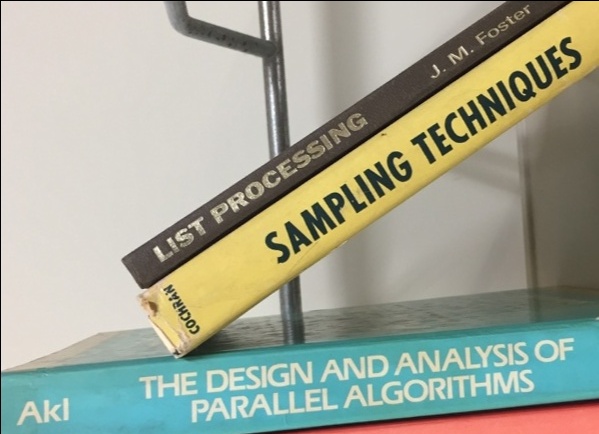 LIST PROCESSING J. M. Foster
COCHRAN SAMPLING TECHNIQUES
Akl THE DESIGN AND ANALYSIS OF
PARALLEL ALGORITHMS